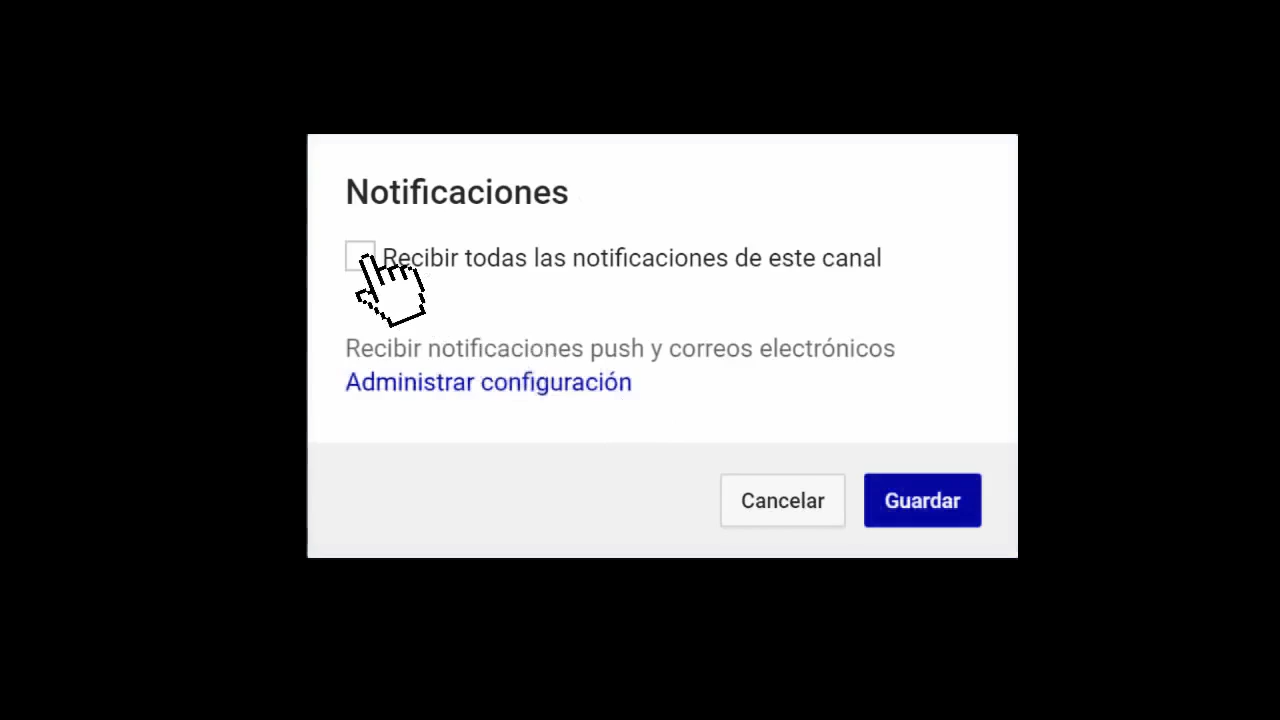 Notificaciones
Recibir todas las notificaciones de este canal
Recibir notificaciones push y correos electrónicos
Administrar configuración
Cancelar
Guardar